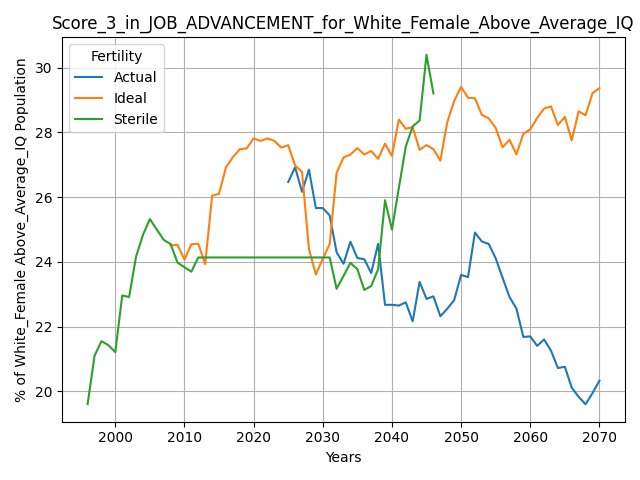 Score_3_in_JOB_ADVANCEMENT_for_White_Female_Above_Average_IQ
% of White_Female Above_Average_IQ Population
30
28
26
24
22
20
Fertility
Actual
Ideal
Sterile
2000 2010 2020 2030 2040 2050 2060 2070
Years